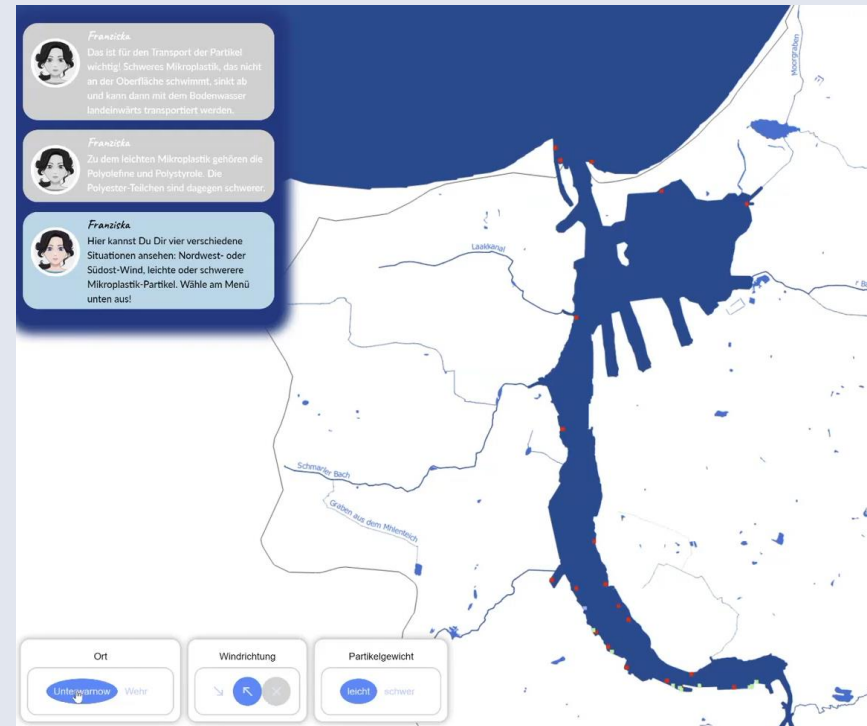 Franziska
Das ist für den Transport der Partikel
wichtig! Schweres Mikroplastik, das nicht
an der Oberfläche schwimmt, sinkt ab
und kann dann mit dem Bodenwasser
landeinwärts transportiert werden.
Franziska
Zu dem leichten Mikroplastik gehören die
Polyolefine und Polystyrole. Die
Polyester-Teilchen sind dagegen schwerer.
Franziska
Hier kannst Du Dir vier verschiedene
Situationen ansehen: Nordwest- oder
Südost-Wind, leichte oder schwerere
Mikroplastik-Partikel. Wähle am Menü
unten aus!
Moorgraben
Laakkanal
Schmarler Bach
Graben aus dem Mhlenteich
Ort
Unterwarnow Wehr
Windrichtung
Partikelgewicht
leicht schwer